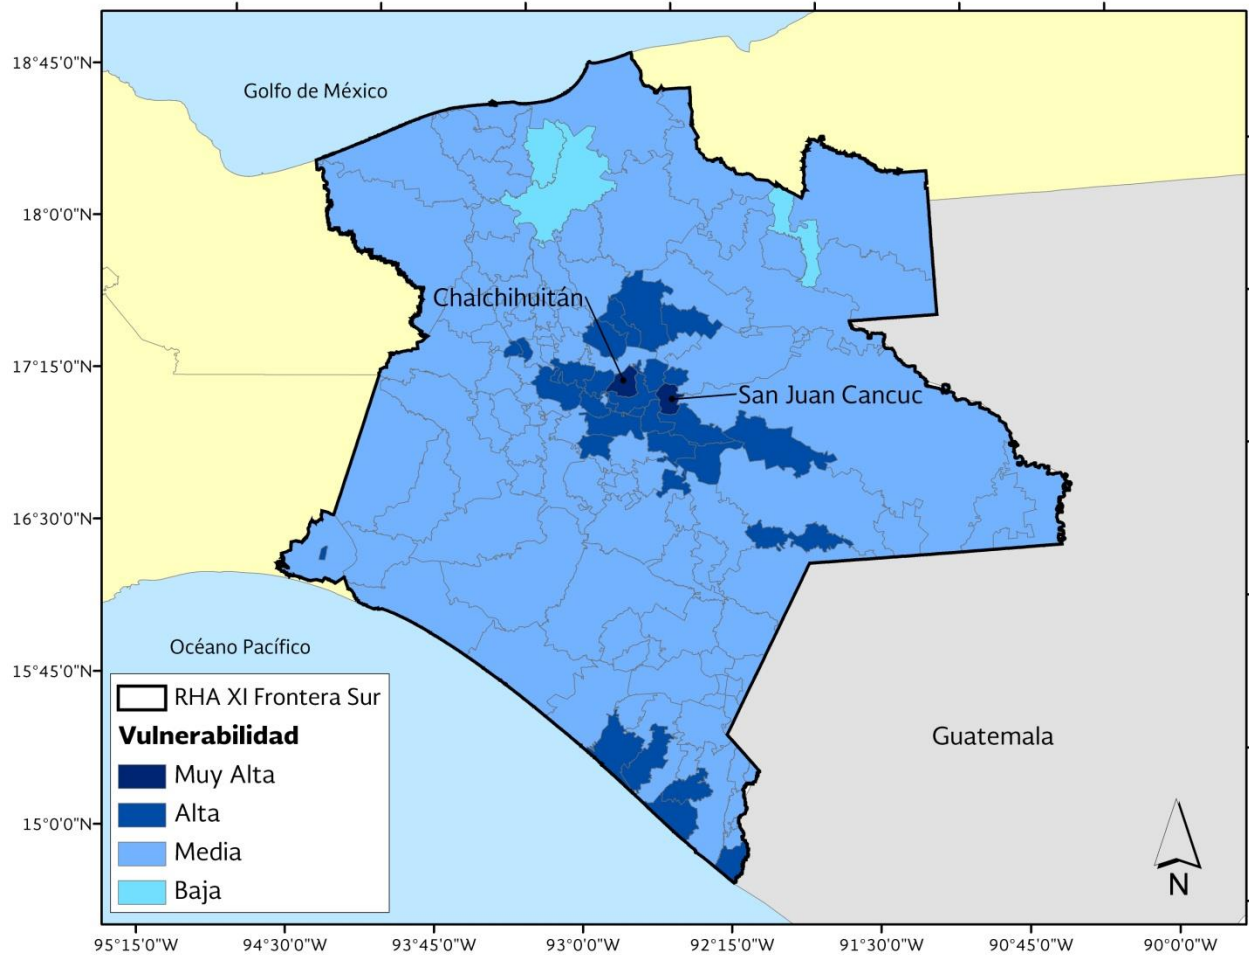 18°45'0"N
Golfo de México
18°0'0"N
Chalchihuitán
17°15'0"N
San Juan Cancuc
16°30'0"N
Océano Pacífico
15°45'0"N
RHA XI Frontera Sur
Vulnerabilidad
Guatemala
Muy Alta
Alta
15°0'0"N
Media
Baja
N
95°15'0"W 94°30'0"W 93°45'0"W 93°0'0"W 92°15'0"W 91°30'0"W 90°45'0"W 90°0'0"W